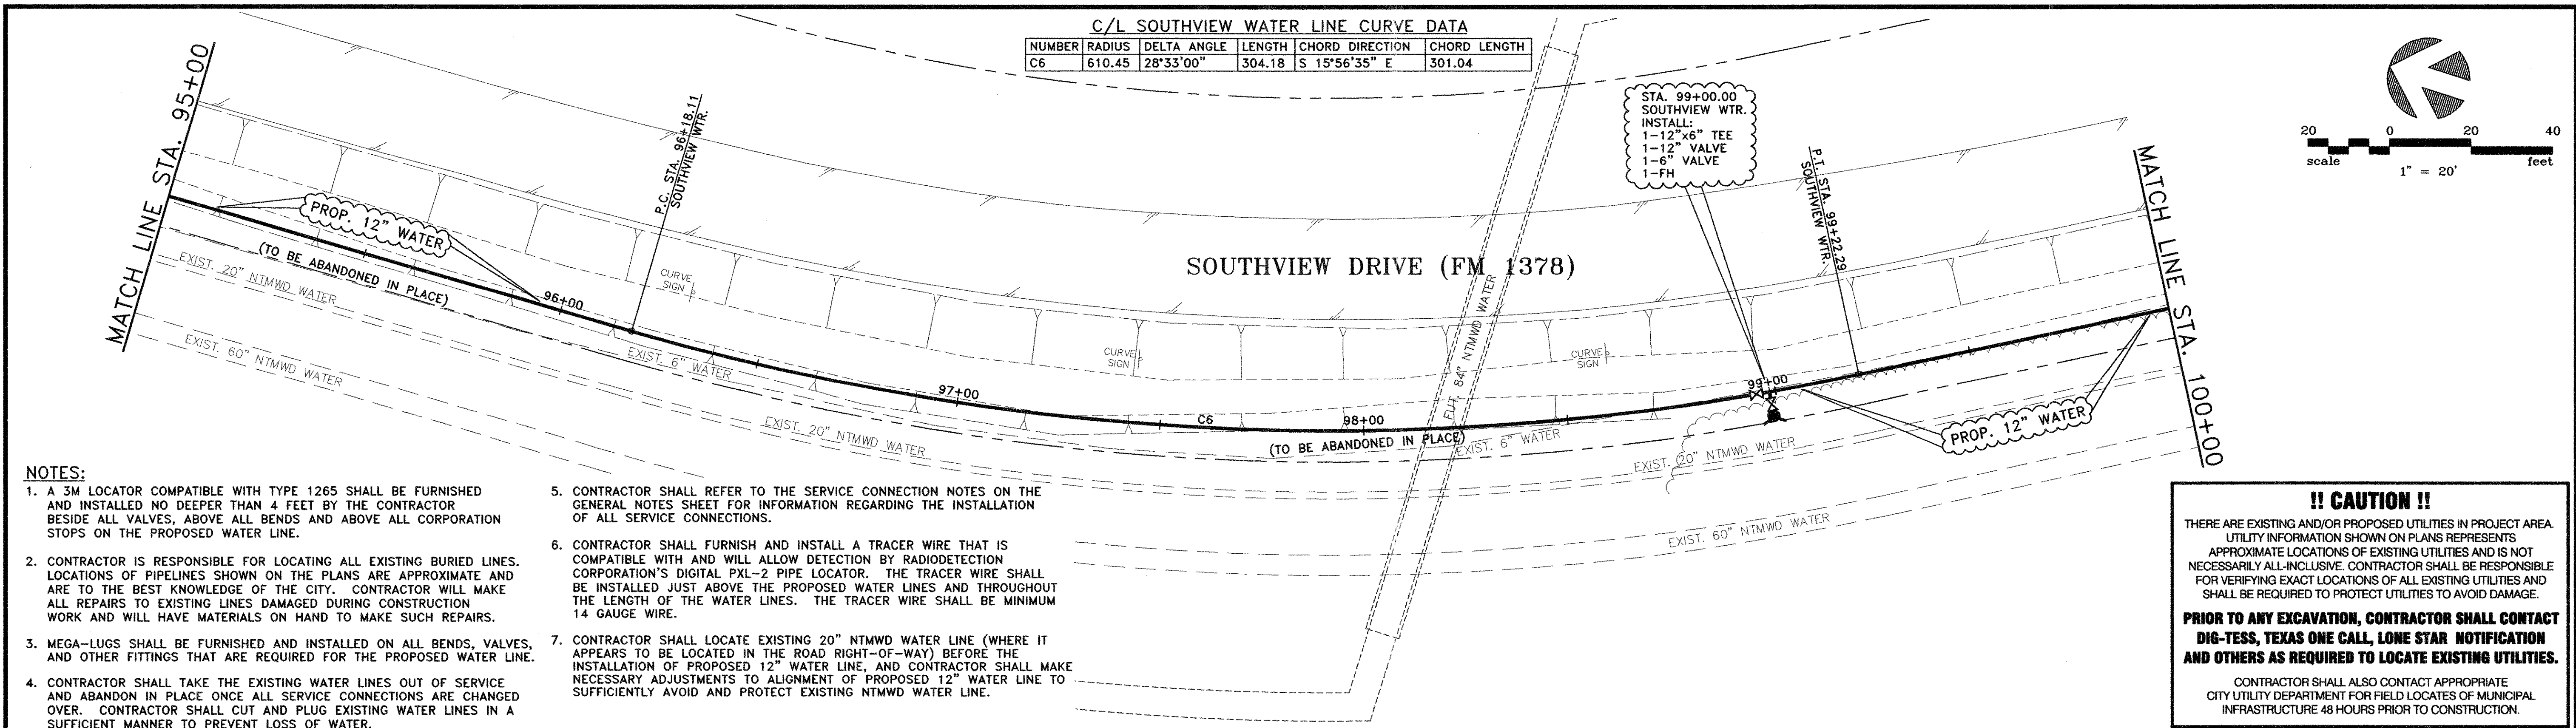 C/L SOUTHVIEW WATER LINE CURVE DATA
NUMBER RADIUS DELTA ANGLE LENGTH CHORD DIRECTION CHORD LENGTH
C6 610.45 28°33'00" 304.18 S 15°56'35" E 301.04
MATCH LINE STA. 95+00
P.C. STA. 96+18.11
SOUTHVIEW WTR.
STA. 99+00.00
SOUTHVIEW WTR.
INSTALL:
1-12"x6" TEE
1-12" VALVE
1-6" VALVE
1-FH
P.T. STA. 99+22.29
SOUTHVIEW WTR.
MATCH LINE STA. 100+00
20 0 20 40
scale feet
1" = 20'
PROP. 12" WATER
(TO BE ABANDONED IN PLACE)
EXIST. 20" NTMWD WATER
EXIST. 60" NTMWD WATER
96+00
CURVE
SIGN
EXIST. 6" WATER
97+00
EXIST. 20" NTMWD WATER
CURVE
SIGN
C6
SOUTHVIEW DRIVE (FM 1378)
FUT. 84" NTMWD WATER
98+00
(TO BE ABANDONED IN PLACE)
EXIST. 6" WATER
CURVE
SIGN
99+00
EXIST. 20" NTMWD WATER
PROP. 12" WATER
EXIST. 60" NTMWD WATER
NOTES:
1. A 3M LOCATOR COMPATIBLE WITH TYPE 1265 SHALL BE FURNISHED
AND INSTALLED NO DEEPER THAN 4 FEET BY THE CONTRACTOR
BESIDE ALL VALVES, ABOVE ALL BENDS AND ABOVE ALL CORPORATION
STOPS ON THE PROPOSED WATER LINE.
2. CONTRACTOR IS RESPONSIBLE FOR LOCATING ALL EXISTING BURIED LINES.
LOCATIONS OF PIPELINES SHOWN ON THE PLANS ARE APPROXIMATE AND
ARE TO THE BEST KNOWLEDGE OF THE CITY. CONTRACTOR WILL MAKE
ALL REPAIRS TO EXISTING LINES DAMAGED DURING CONSTRUCTION
WORK AND WILL HAVE MATERIALS ON HAND TO MAKE SUCH REPAIRS.
3. MEGA-LUGS SHALL BE FURNISHED AND INSTALLED ON ALL BENDS, VALVES,
AND OTHER FITTINGS THAT ARE REQUIRED FOR THE PROPOSED WATER LINE.
4. CONTRACTOR SHALL TAKE THE EXISTING WATER LINES OUT OF SERVICE
AND ABANDON IN PLACE ONCE ALL SERVICE CONNECTIONS ARE CHANGED
OVER. CONTRACTOR SHALL CUT AND PLUG EXISTING WATER LINES IN A
SUFFICIENT MANNER TO PREVENT LOSS OF WATER.
5. CONTRACTOR SHALL REFER TO THE SERVICE CONNECTION NOTES ON THE
GENERAL NOTES SHEET FOR INFORMATION REGARDING THE INSTALLATION
OF ALL SERVICE CONNECTIONS.
6. CONTRACTOR SHALL FURNISH AND INSTALL A TRACER WIRE THAT IS
COMPATIBLE WITH AND WILL ALLOW DETECTION BY RADIODETECTION
CORPORATION'S DIGITAL PXL-2 PIPE LOCATOR. THE TRACER WIRE SHALL
BE INSTALLED JUST ABOVE THE PROPOSED WATER LINES AND THROUGHOUT
THE LENGTH OF THE WATER LINES. THE TRACER WIRE SHALL BE MINIMUM
14 GAUGE WIRE.
7. CONTRACTOR SHALL LOCATE EXISTING 20" NTMWD WATER LINE (WHERE IT
APPEARS TO BE LOCATED IN THE ROAD RIGHT-OF-WAY) BEFORE THE
INSTALLATION OF PROPOSED 12" WATER LINE, AND CONTRACTOR SHALL MAKE
NECESSARY ADJUSTMENTS TO ALIGNMENT OF PROPOSED 12" WATER LINE TO
SUFFICIENTLY AVOID AND PROTECT EXISTING NTMWD WATER LINE.
!! CAUTION !!
THERE ARE EXISTING AND/OR PROPOSED UTILITIES IN PROJECT AREA.
UTILITY INFORMATION SHOWN ON PLANS REPRESENTS
APPROXIMATE LOCATIONS OF EXISTING UTILITIES AND IS NOT
NECESSARILY ALL-INCLUSIVE. CONTRACTOR SHALL BE RESPONSIBLE
FOR VERIFYING EXACT LOCATIONS OF ALL EXISTING UTILITIES AND
SHALL BE REQUIRED TO PROTECT UTILITIES TO AVOID DAMAGE.
PRIOR TO ANY EXCAVATION, CONTRACTOR SHALL CONTACT
DIG-TESS, TEXAS ONE CALL, LONE STAR NOTIFICATION
AND OTHERS AS REQUIRED TO LOCATE EXISTING UTILITIES.
CONTRACTOR SHALL ALSO CONTACT APPROPRIATE
CITY UTILITY DEPARTMENT FOR FIELD LOCATES OF MUNICIPAL
INFRASTRUCTURE 48 HOURS PRIOR TO CONSTRUCTION.